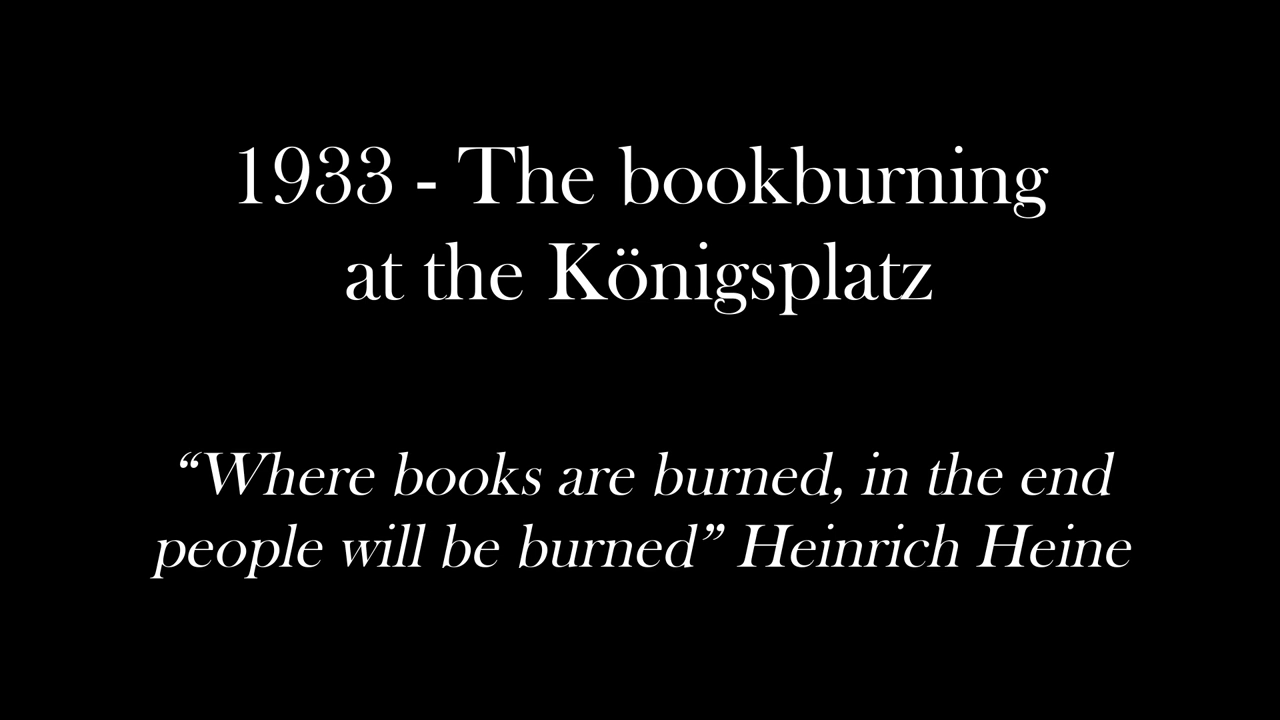 1933 - The bookburning
at the Königsplatz
“Where books are burned, in the end
people will be burned” Heinrich Heine